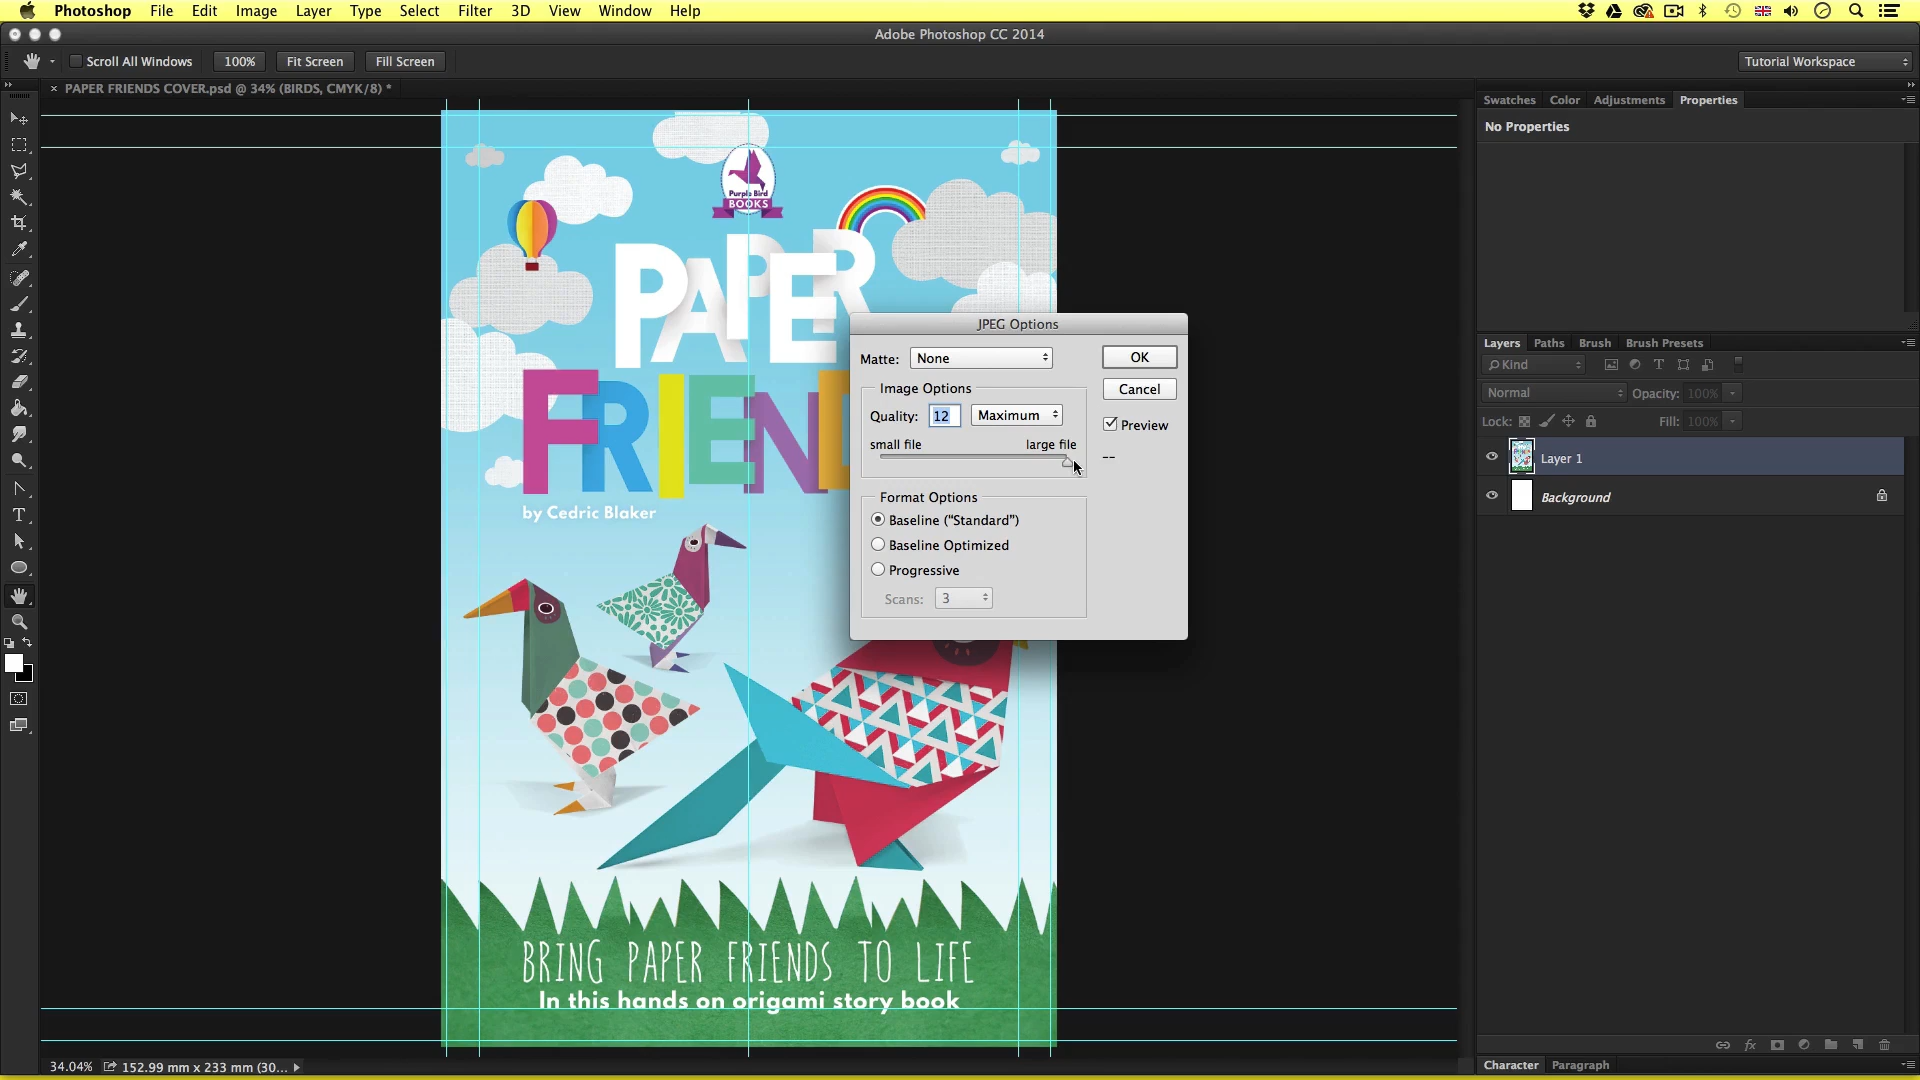 Photoshop File Edit Image Layer Type Select Filter 3D View Window Help
Adobe Photoshop CC 2014
Scroll All Windows 100% Fit Screen Fill Screen Tutorial Workspace
× PAPER FRIENDS COVER.psd @ 34% (BIRDS, CMYK/8) *
Swatches Color Adjustments Properties
No Properties
Purple Bird
BOOKS
PAPER
FRIEND
by Cedric Blaker
BRING PAPER FRIENDS TO LIFE
In this hands on origami story book
JPEG Options
Matte: None OK
Image Options Cancel
Quality: 12 Maximum Preview
small file large file --
Format Options
Baseline (“Standard”)
Baseline Optimized
Progressive
Scans: 3
Layers Paths Brush Brush Presets
Kind
Normal Opacity: 100%
Lock: Fill: 100%
Layer 1
Background
34.04% 152.99 mm x 233 mm (30...
Character Paragraph